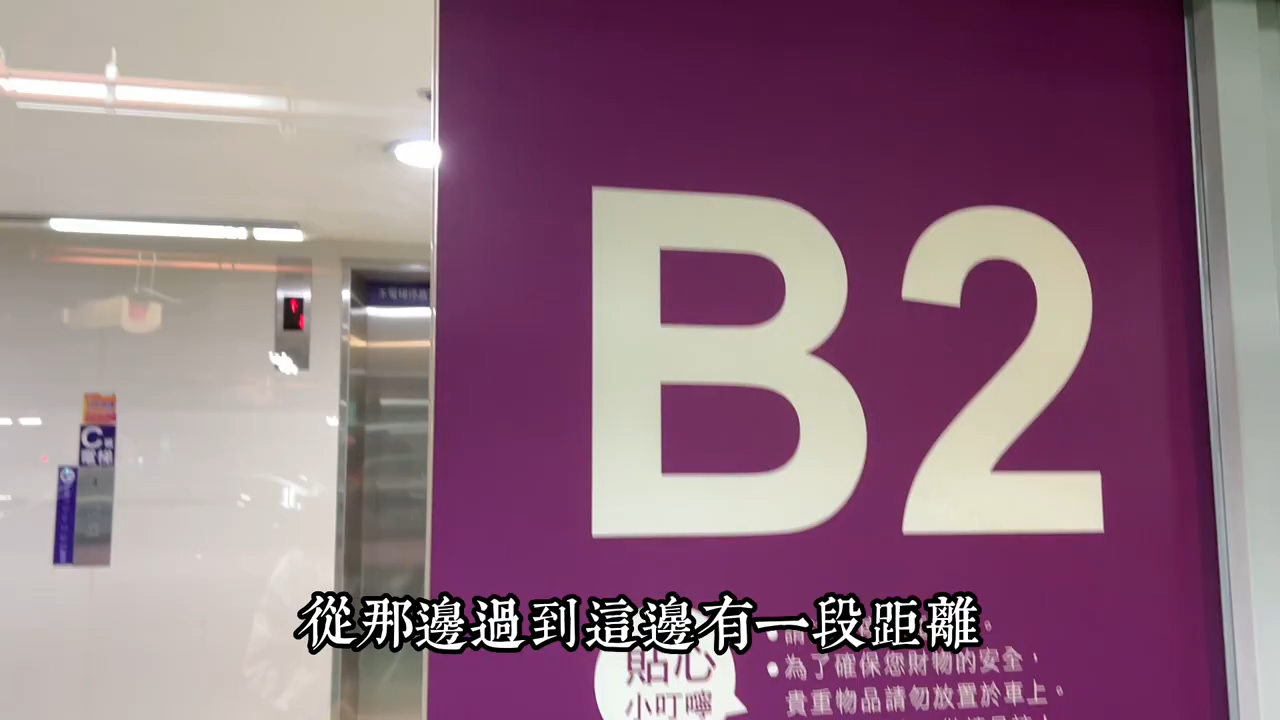 B2
C
電梯
從那邊過到這邊有一段距離
貼心
小叮嚀
●為了確保您財物的安全，
貴重物品請勿放置於車上。